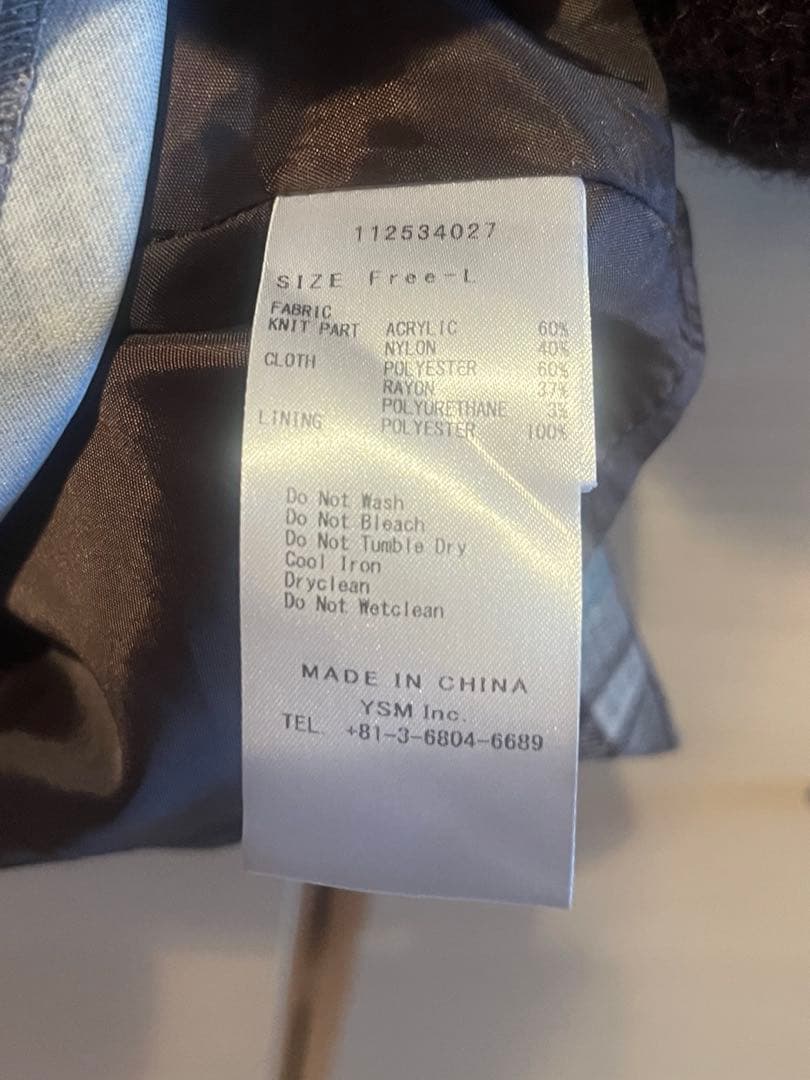 112534027
SIZE Free-L
FABRIC
KNIT PART ACRYLIC 60%
NYLON 40%
CLOTH POLYESTER 60%
RAYON 37%
POLYURETHANE 3%
LINING POLYESTER 100%
Do Not Wash
Do Not Bleach
Do Not Tumble Dry
Cool Iron
Dryclean
Do Not Wetclean
MADE IN CHINA
YSM Inc.
TEL. +81-3-6804-6689